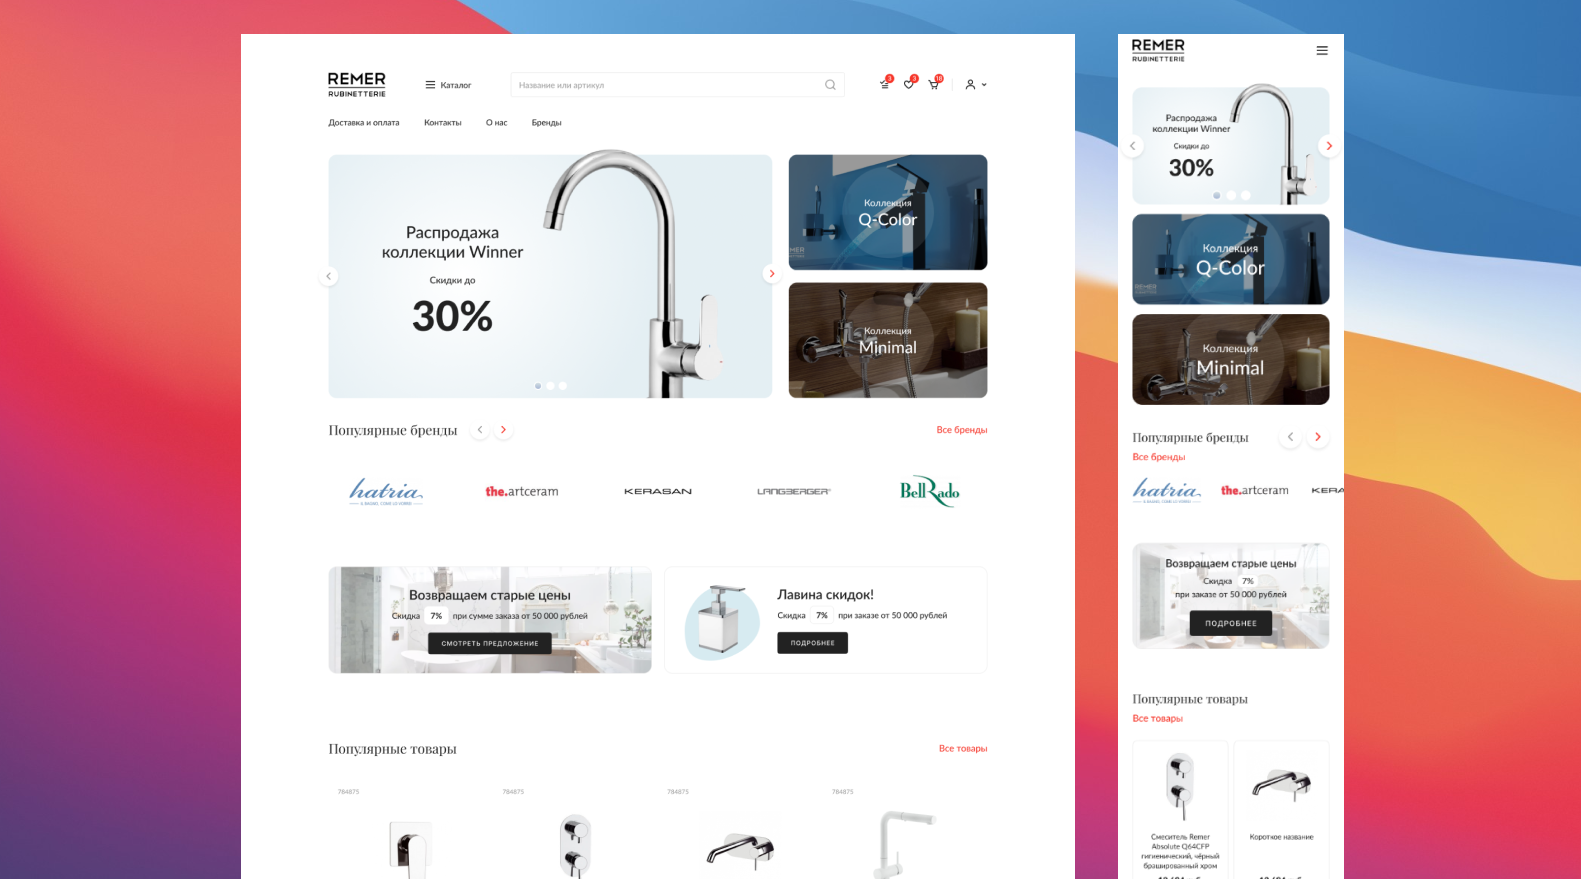 REMER
RUBINETTERIE
Каталог
Название или артикул
3
3
18
Доставка и оплата
Контакты
О нас
Бренды
Распродажа
коллекции Winner
Скидки до
30%
Коллекция
Q-Color
Коллекция
Minimal
Популярные бренды
Все бренды
hatria
the.artceram
KERASAN
LANGBERGER
BellRado
Возвращаем старые цены
Скидка 7% при сумме заказа от 50 000 рублей
СМОТРЕТЬ ПРЕДЛОЖЕНИЕ
Лавина скидок!
Скидка 7% при заказе от 50 000 рублей
ПОДРОБНЕЕ
Популярные товары
Все товары
784875
784875
784875
784875
REMER
RUBINETTERIE
Распродажа
коллекции Winner
Скидки до
30%
Коллекция
Q-Color
REMER
Коллекция
Minimal
Популярные бренды
Все бренды
hatria
the.artceram
KERA
Возвращаем старые цены
Скидка 7%
при заказе от 50 000 рублей
ПОДРОБНЕЕ
Популярные товары
Все товары
Смеситель Remer
Absolute Q64CFP
гигиенический, чёрный
брашированный хром
Короткое название